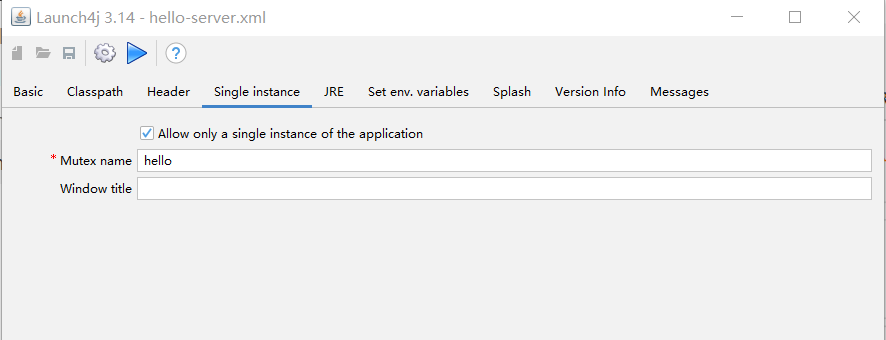 Launch4j 3.14 - hello-server.xml
?
Basic Classpath Header Single instance JRE Set env. variables Splash Version Info Messages
Allow only a single instance of the application
* Mutex name hello
Window title